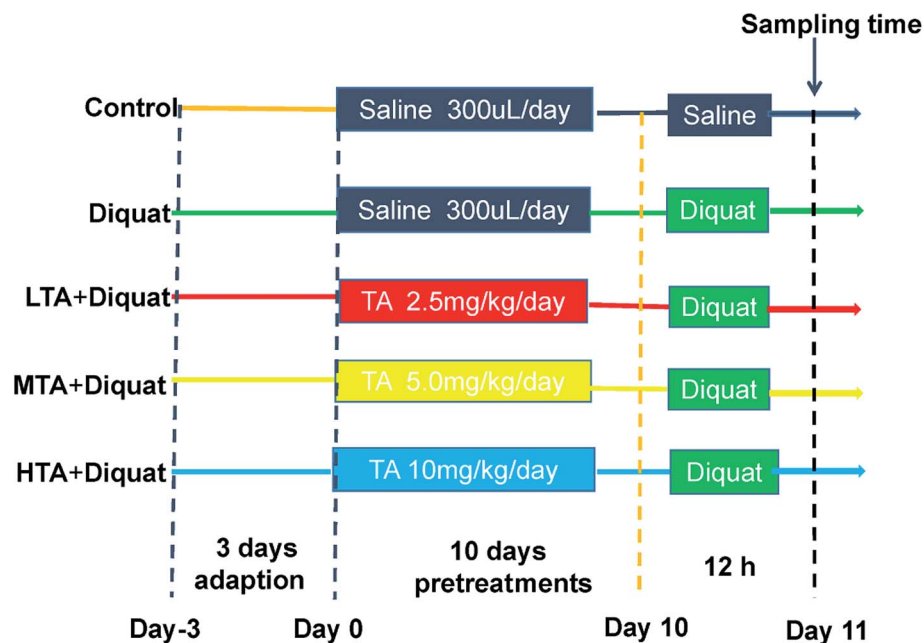 Sampling time
Control Saline 300uL/day Saline
Diquat Saline 300uL/day Diquat
LTA+Diquat TA 2.5mg/kg/day Diquat
MTA+Diquat TA 5.0mg/kg/day Diquat
HTA+Diquat TA 10mg/kg/day Diquat
3 days
adaption
10 days
pretreatments
12 h
Day-3 Day 0 Day 10 Day 11